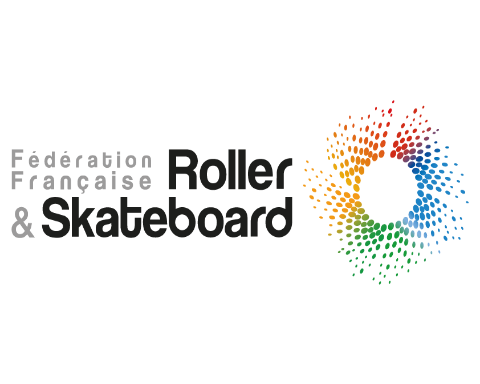 Fédération
Française Roller
& Skateboard